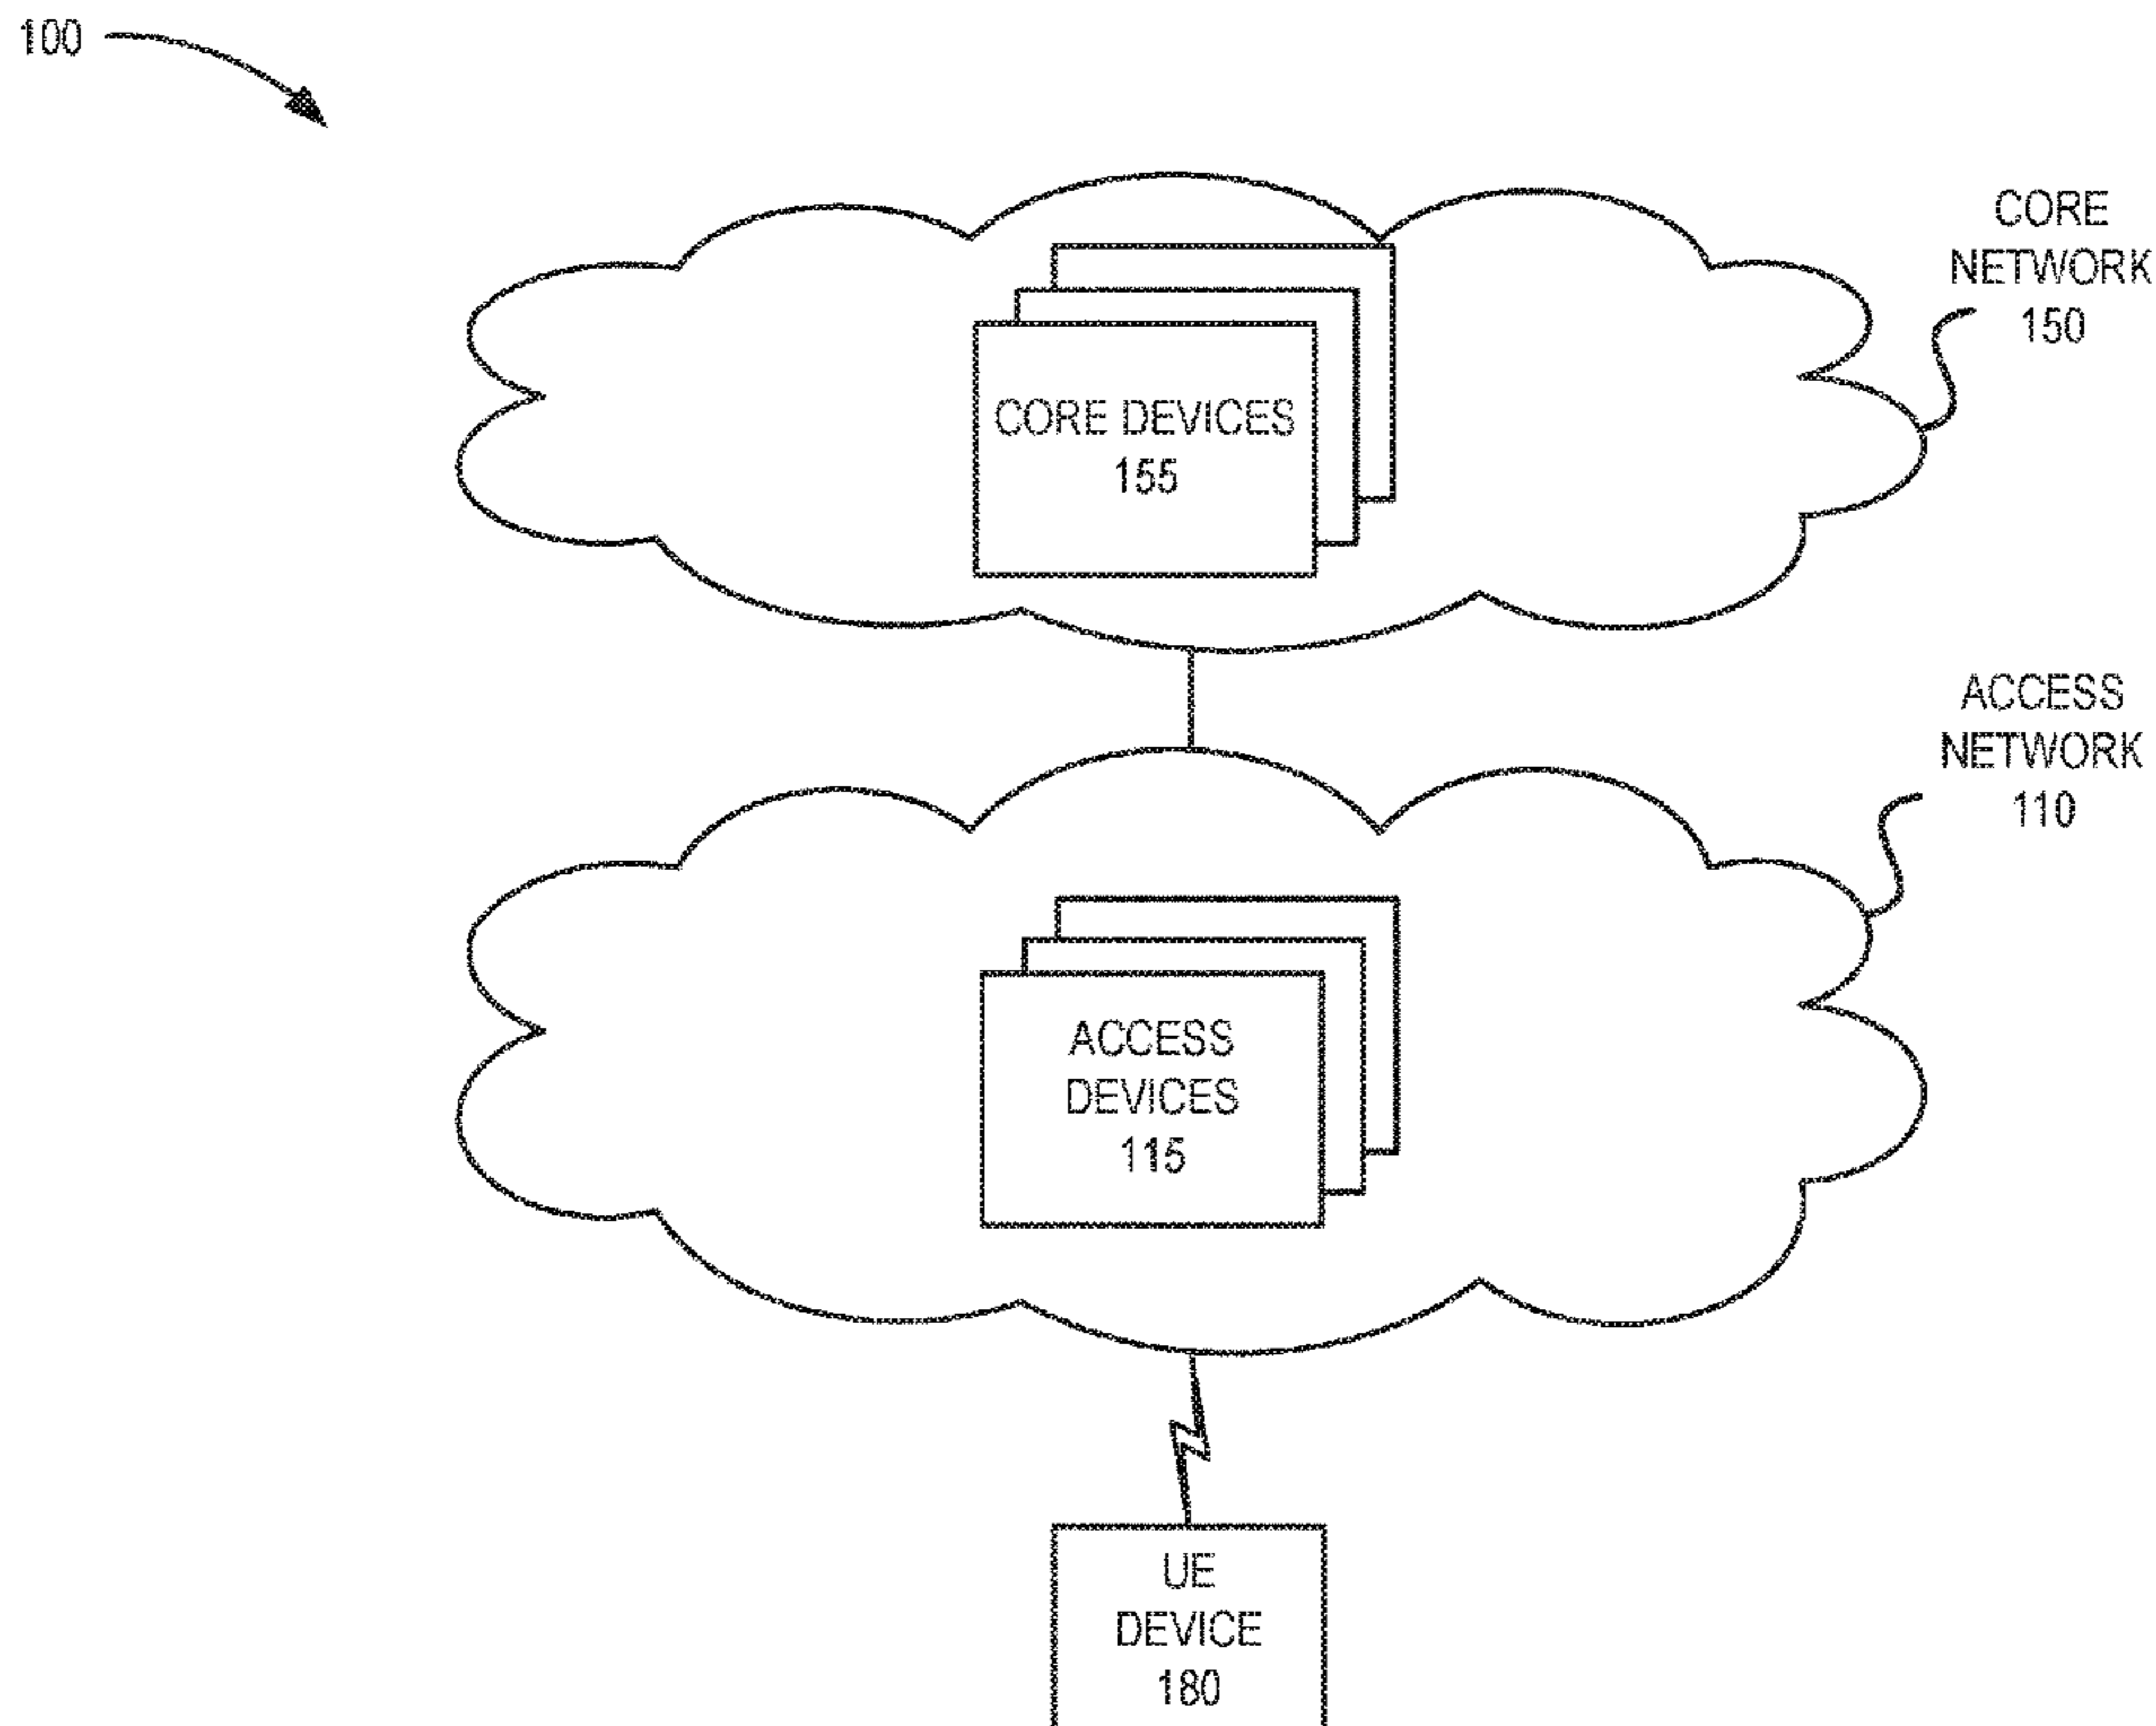 100
CORE
NETWORK
150
CORE DEVICES
155
ACCESS
NETWORK
110
ACCESS
DEVICES
115
UE
DEVICE
180